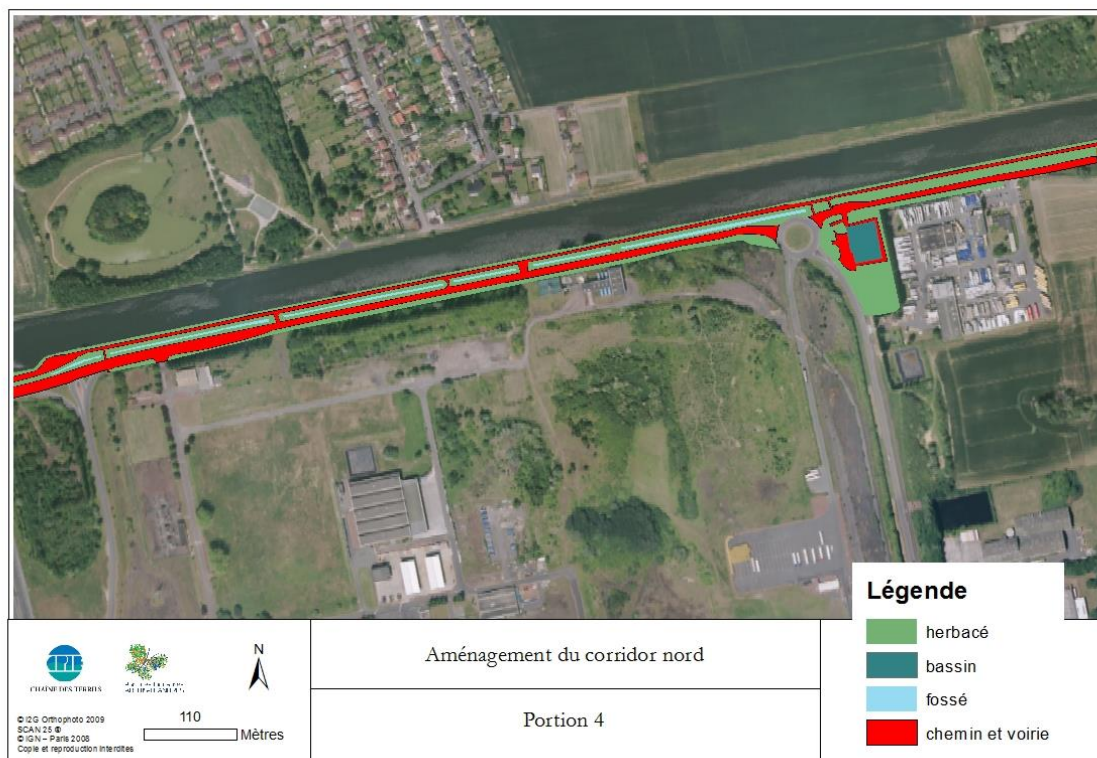 Légende
herbacé
bassin
fossé
chemin et voirie
CPIE
CHAÎNE DES TERRILS
N
© I2G Orthophoto 2009
SCAN 25 ®
© IGN – Paris 2008
Copie et reproduction interdites
110
Mètres
Aménagement du corridor nord
Portion 4